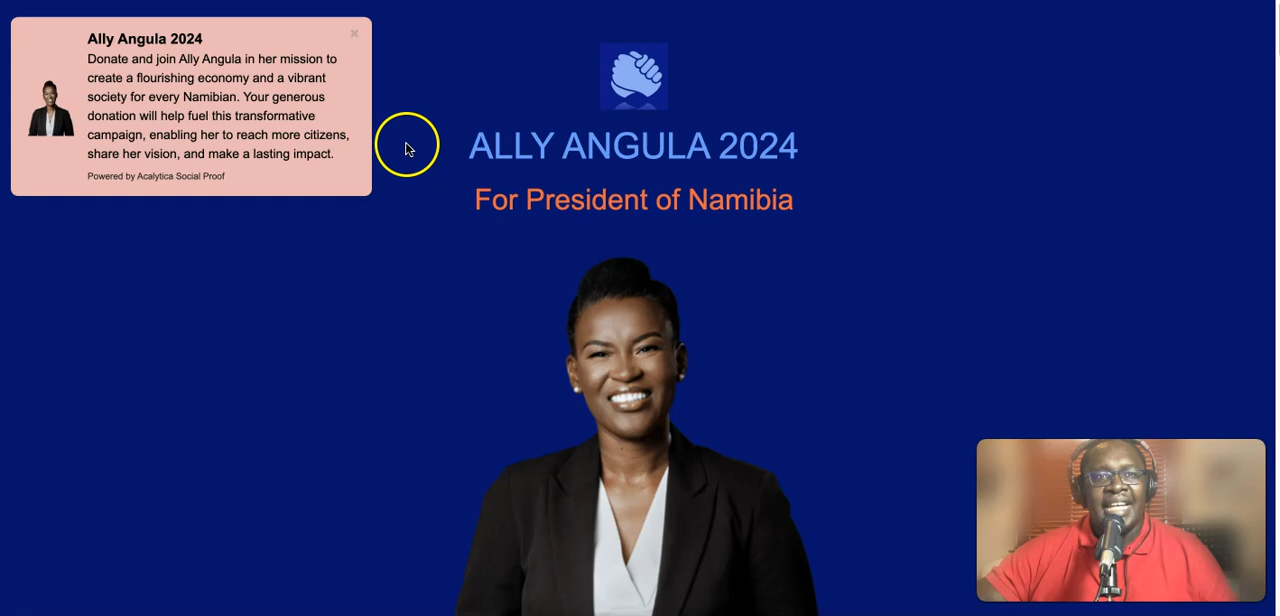 Ally Angula 2024
Donate and join Ally Angula in her mission to
create a flourishing economy and a vibrant
society for every Namibian. Your generous
donation will help fuel this transformative
campaign, enabling her to reach more citizens,
share her vision, and make a lasting impact.
Powered by Acalytica Social Proof
ALLY ANGULA 2024
For President of Namibia